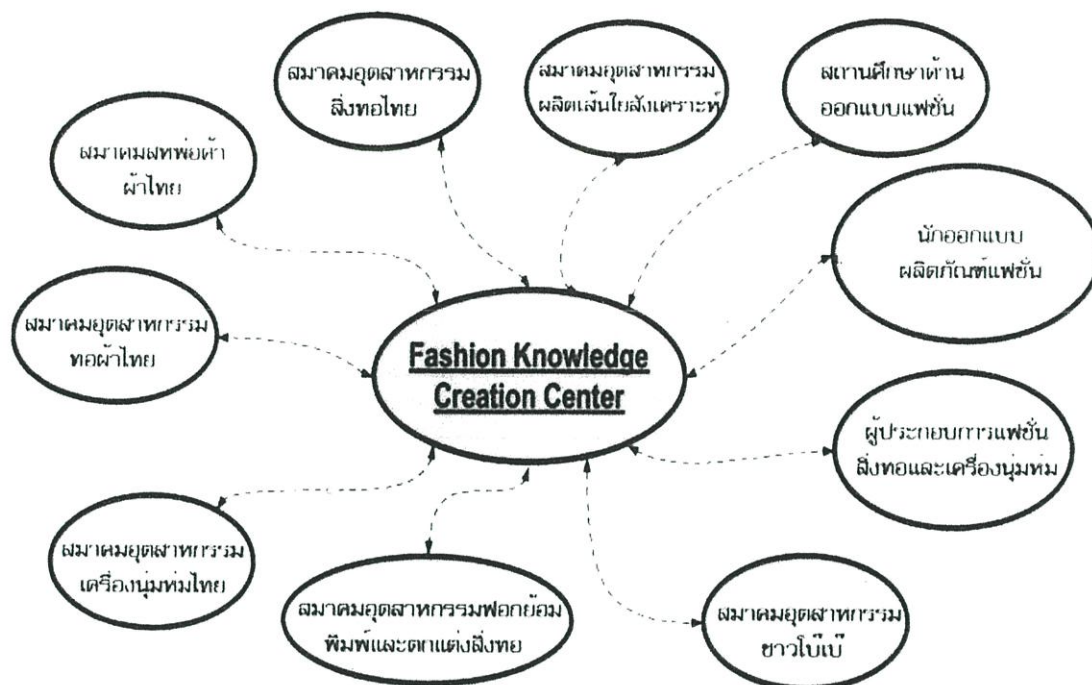 สมาคมอุตสาหกรรม
สิ่งทอไทย
สมาคมอุตสาหกรรม
ผลิตเส้นใยสังเคราะห์
สถานศึกษาด้าน
ออกแบบแฟชั่น
สมาคมสหพ่อค้า
ผ้าไทย
นักออกแบบ
ผลิตภัณฑ์แฟชั่น
สมาคมอุตสาหกรรม
ทอผ้าไทย
Fashion Knowledge
Creation Center
ผู้ประกอบการแฟชั่น
สิ่งทอและเครื่องนุ่มห่ม
สมาคมอุตสาหกรรม
เครื่องนุ่มห่มไทย
สมาคมอุตสาหกรรมฟอกย้อม
พิมพ์และตกแต่งสิ่งทอ
สมาคมอุตสาหกรรม
ชาวโบ๊เบ๊